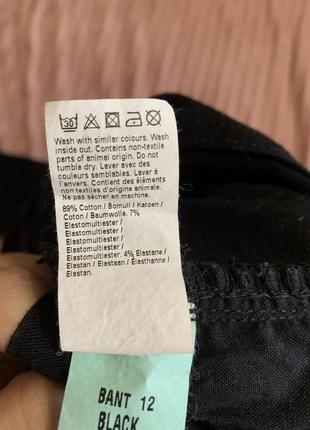 30
Wash with similar colours. Wash
inside out. Contains non-textile
parts of animal origin. Do not
tumble dry. Laver avec des
couleurs semblables. Laver à
l'envers. Contient des éléments
non textiles d'origine animale.
Ne pas sécher en machine.
89% Cotton / Bomull / Katoen /
Coton / Baumwolle. 7%
Elastomultiester /
Elastomultiester /
Elastomultiester /
Elastomultiéster /
Elastomultiester. 4% Elastane /
Elastan / Elastaan / Élasthanne /
Elastan.
BANT 12
BLACK